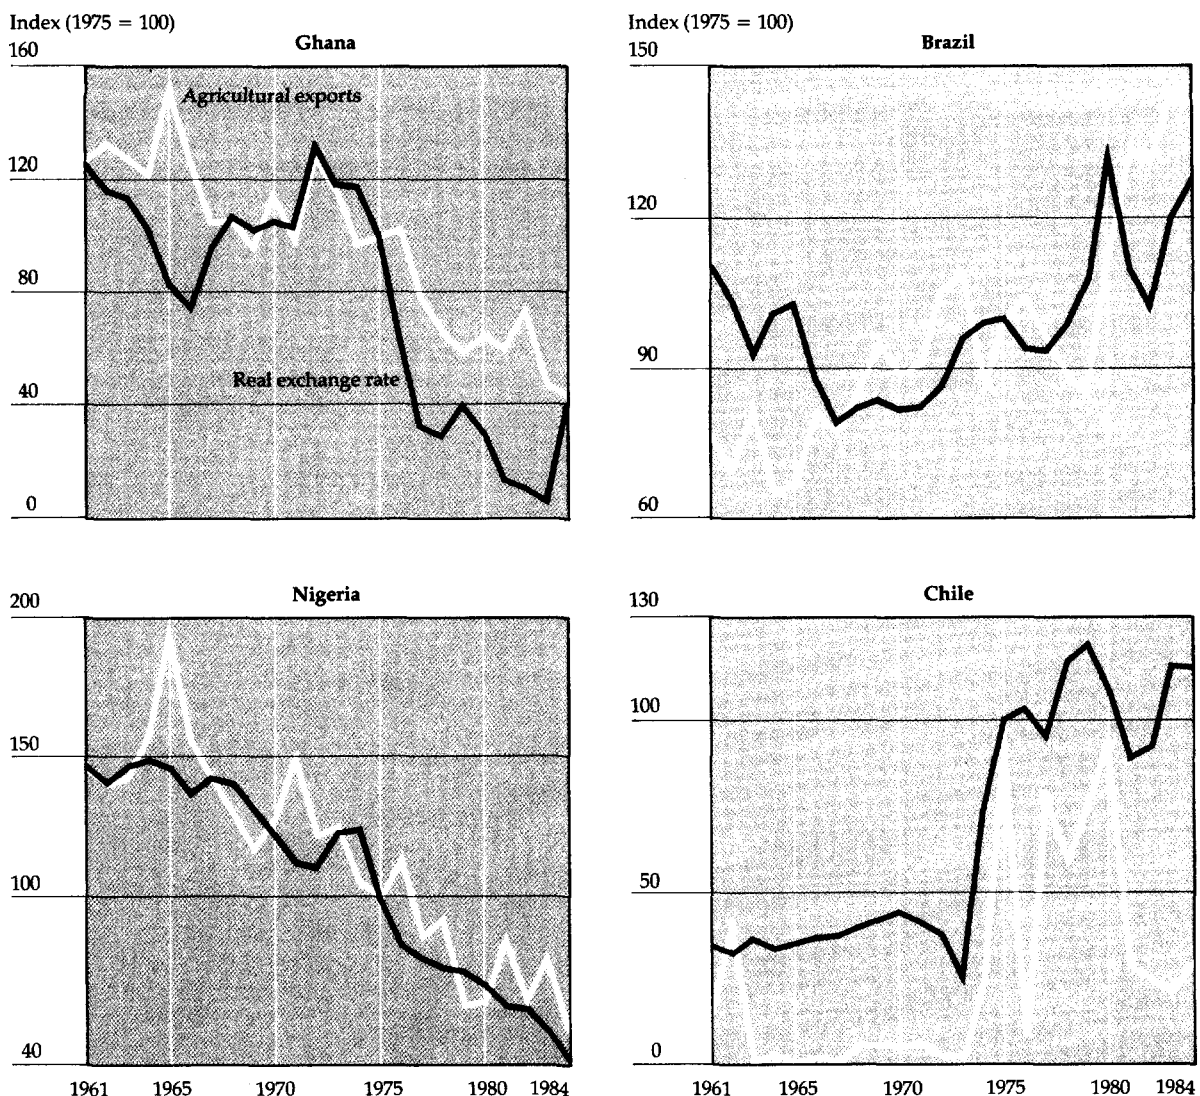 Index (1975 = 100)
Ghana
160
120
80
40
0
Agricultural exports
Real exchange rate
Index (1975 = 100)
Brazil
150
120
90
60
Nigeria
200
150
100
40
1961 1965 1970 1975 1980 1984
Chile
130
100
50
0
1961 1965 1970 1975 1980 1984